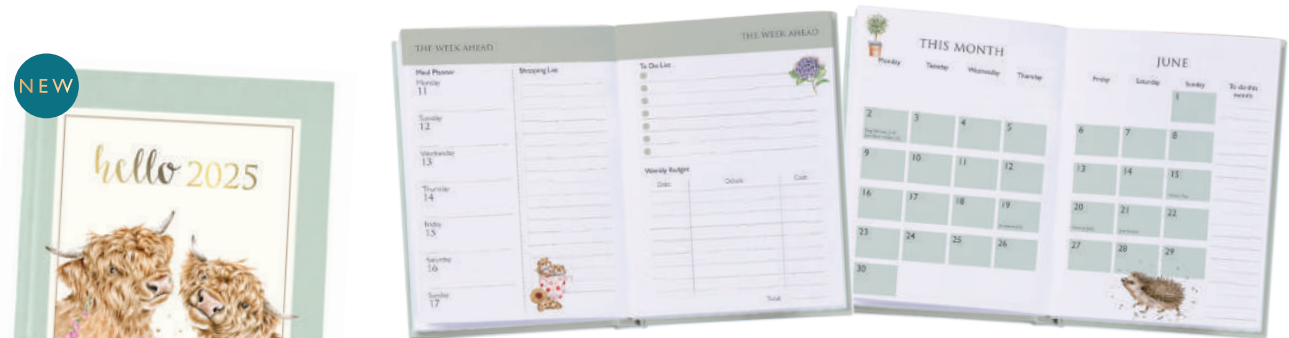 NEW
hello 2025
THE WEEK AHEAD
Meal Planner
Shopping List
Monday
11
12
Wednesday
13
Thursday
14
Friday
15
Saturday
16
Sunday
17
THE WEEK AHEAD
To Do List
Weekly Budget
Date
Details
Cost
Total
THIS MONTH
Monday Tuesday Wednesday Thursday
2 3 4 5
9 10 11 12
16 17 18 19
23 24 25 26
30
JUNE
Friday Saturday Sunday To do this
month
1
6 7 8
13 14 15
20 21 22
27 28 29